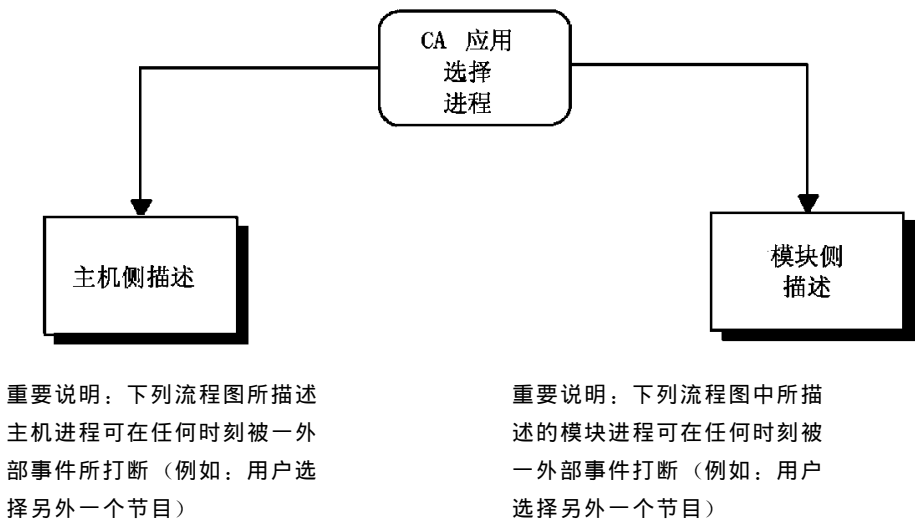 CA 应用
选择
进程
主机侧描述
模块侧
描述
重要说明：下列流程图所描述
主机进程可在任何时刻被一外
部事件所打断（例如：用户选
择另外一个节目）
重要说明：下列流程图中所描
述的模块进程可在任何时刻被
一外部事件打断（例如：用户
选择另外一个节目）